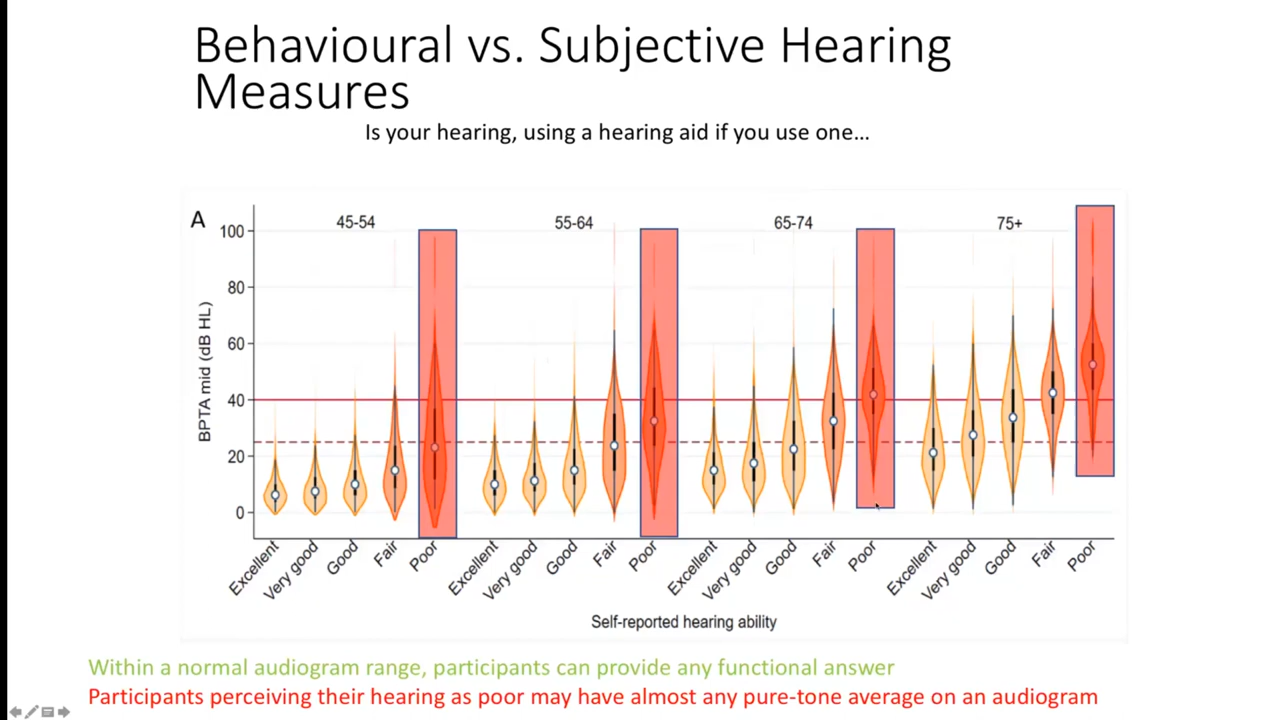 Behavioural vs. Subjective Hearing
Measures
Is your hearing, using a hearing aid if you use one...
A
45-54
55-64
65-74
75+
100
80
60
40
20
0
BPTA mid (dB HL)
Excellent
Very good
Good
Fair
Poor
Excellent
Very good
Good
Fair
Poor
Excellent
Very good
Good
Fair
Poor
Excellent
Very good
Good
Fair
Poor
Self-reported hearing ability
Within a normal audiogram range, participants can provide any functional answer
Participants perceiving their hearing as poor may have almost any pure-tone average on an audiogram